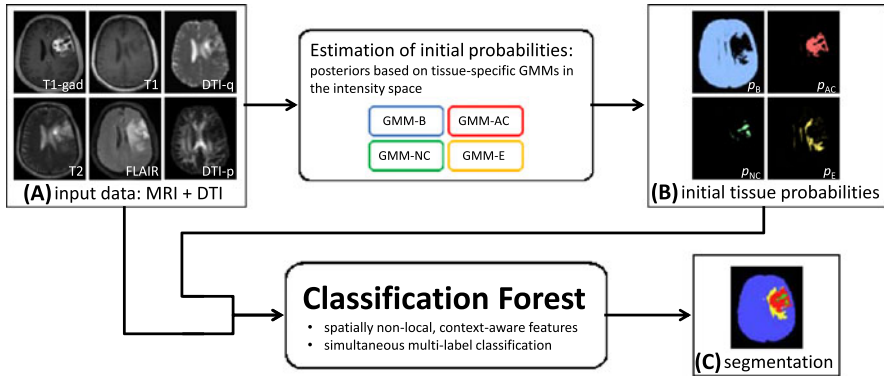 T1-gad
T1
DTI-q
T2
FLAIR
DTI-p
(A) input data: MRI + DTI
Estimation of initial probabilities:
posteriors based on tissue-specific GMMs in
the intensity space
GMM-B
GMM-AC
GMM-NC
GMM-E
pB
pAC
pNC
pE
(B) initial tissue probabilities
Classification Forest
• spatially non-local, context-aware features
• simultaneous multi-label classification
(C) segmentation